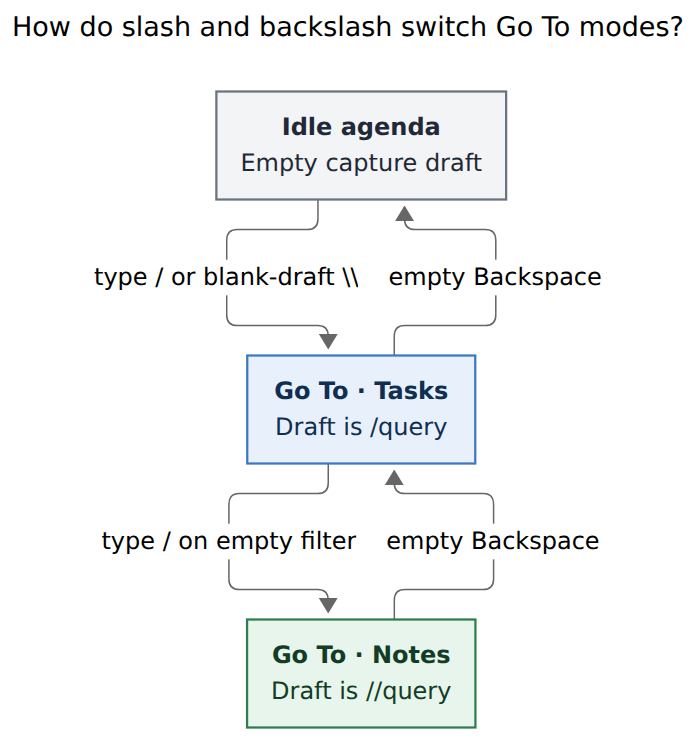 How do slash and backslash switch Go To modes?
Idle agenda
Empty capture draft
type / or blank-draft \\
empty Backspace
Go To · Tasks
Draft is /query
type / on empty filter
empty Backspace
Go To · Notes
Draft is //query